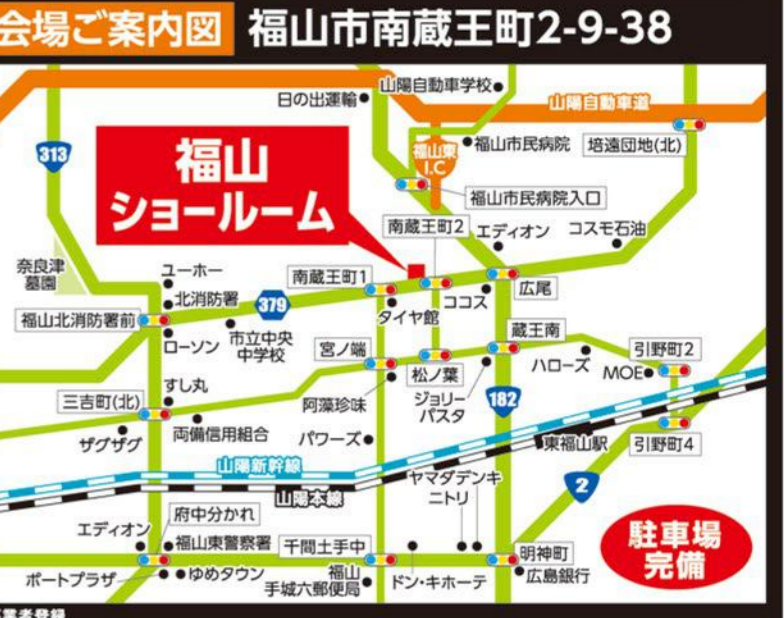 会場ご案内図 福山市南蔵王町2-9-38
山陽自動車学校
日の出運輸
山陽自動車道
313
福山東
I.C
福山市民病院
培遠団地(北)
福山
ショールーム
福山市民病院入口
南蔵王町2
エディオン
コスモ石油
奈良津
墓園
ユーホー
南蔵王町1
北消防署
379
ココス
広尾
タイヤ館
福山北消防署前
ローソン
市立中央
中学校
宮ノ端
蔵王南
松ノ葉
ハローズ
引野町2
MOE
三吉町(北)
すし丸
阿藻珍味
ジョリー
パスタ
182
ザグザグ
両備信用組合
パワーズ
東福山駅
引野町4
山陽新幹線
山陽本線
ヤマダデンキ
ニトリ
2
府中分かれ
エディオン
福山東警察署
千間土手中
明神町
駐車場
完備
ポートプラザ
ゆめタウン
福山
手城六郵便局
ドン・キホーテ
広島銀行
業者登録